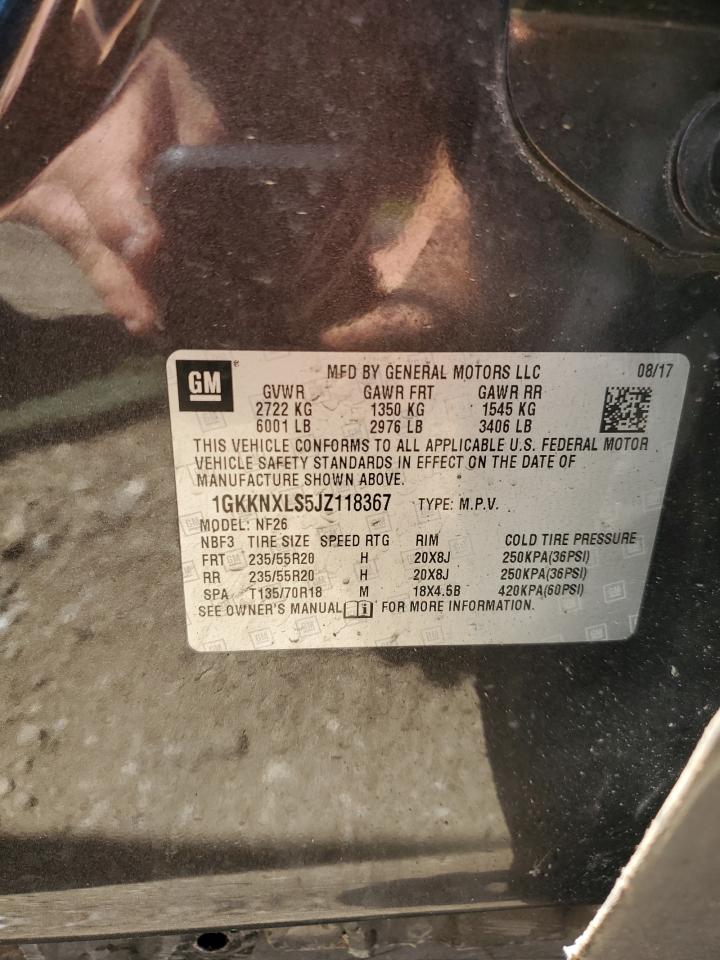 GM® MFD BY GENERAL MOTORS LLC 08/17
GVWR GAWR FRT GAWR RR
2722 KG 1350 KG 1545 KG
6001 LB 2976 LB 3406 LB
THIS VEHICLE CONFORMS TO ALL APPLICABLE U.S. FEDERAL MOTOR
VEHICLE SAFETY STANDARDS IN EFFECT ON THE DATE OF
MANUFACTURE SHOWN ABOVE.
1GKKNXLS5JZ118367 TYPE: M.P.V.
MODEL: NF26
NBF3 TIRE SIZE SPEED RTG RIM COLD TIRE PRESSURE
FRT 235/55R20 H 20X8J 250KPA(36PSI)
RR 235/55R20 H 20X8J 250KPA(36PSI)
SPA T135/70R18 M 18X4.5B 420KPA(60PSI)
SEE OWNER'S MANUAL FOR MORE INFORMATION.